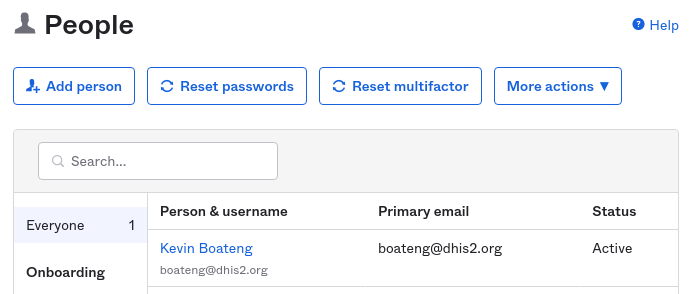 People
Help
Add person
Reset passwords
Reset multifactor
More actions ▼
Search...
Person & username
Primary email
Status
Everyone 1
Kevin Boateng
boateng@dhis2.org
Active
boateng@dhis2.org
Onboarding